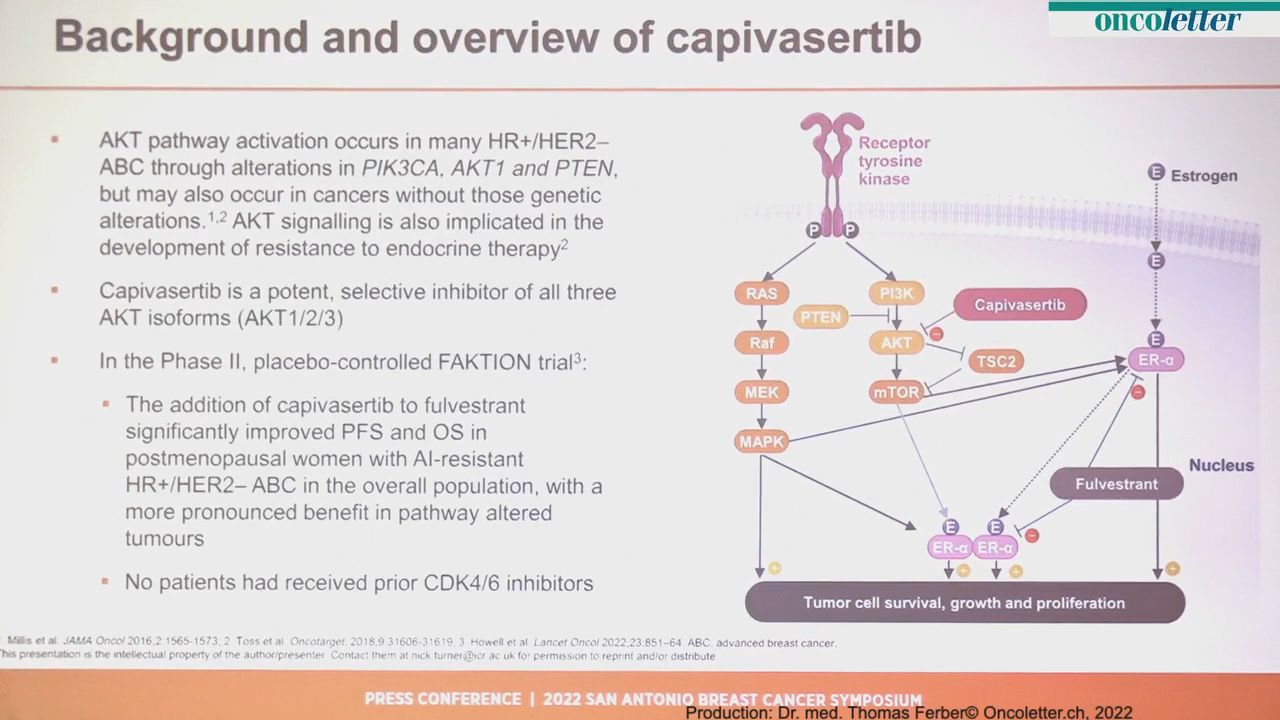 Background and overview of capivasertib
oncoletter
AKT pathway activation occurs in many HR+/HER2–
ABC through alterations in PIK3CA, AKT1 and PTEN,
but may also occur in cancers without those genetic
alterations.1,2 AKT signalling is also implicated in the
development of resistance to endocrine therapy2
Capivasertib is a potent, selective inhibitor of all three
AKT isoforms (AKT1/2/3)
In the Phase II, placebo-controlled FAKTION trial3:
The addition of capivasertib to fulvestrant
significantly improved PFS and OS in
postmenopausal women with AI-resistant
HR+/HER2– ABC in the overall population, with a
more pronounced benefit in pathway altered
tumours
No patients had received prior CDK4/6 inhibitors
Receptor
tyrosine
kinase
E Estrogen
P P
E
RAS
PI3K
Capivasertib
PTEN
E
Raf
AKT
TSC2
ER-α
MEK
mTOR
MAPK
Nucleus
Fulvestrant
E E
ER-α ER-α
Tumor cell survival, growth and proliferation
Millis et al. JAMA Oncol 2016;2:1565-1573; 2. Toss et al. Oncotarget. 2018;9:31606-31619. 3. Howell et al. Lancet Oncol 2022;23:851–64. ABC, advanced breast cancer.
This presentation is the intellectual property of the author/presenter. Contact them at nick.turner@icr.ac.uk for permission to reprint and/or distribute
PRESS CONFERENCE | 2022 SAN ANTONIO BREAST CANCER SYMPOSIUM
Production: Dr. med. Thomas Ferber© Oncoletter.ch, 2022